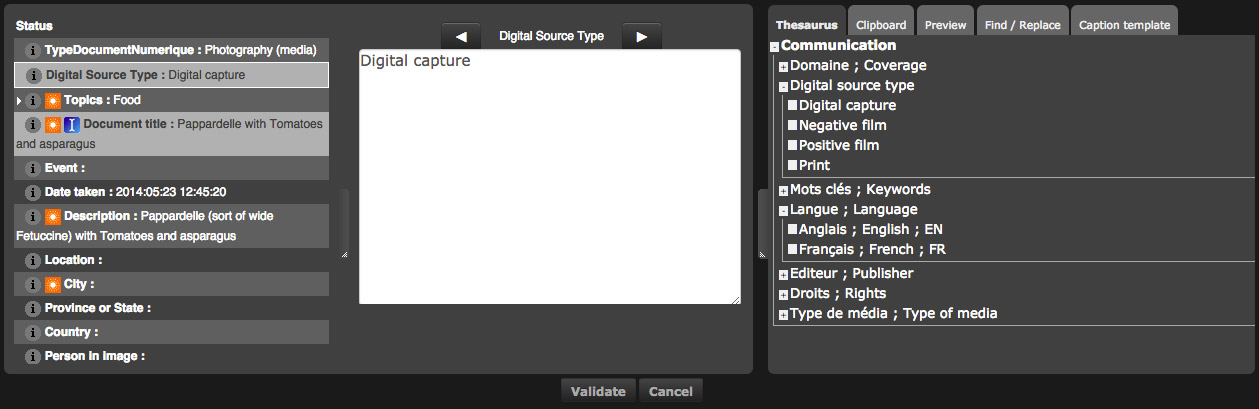 Status
TypeDocumentNumerique : Photography (media)
Digital Source Type : Digital capture
Topics : Food
Document title : Pappardelle with Tomatoes
and asparagus
Event :
Date taken : 2014:05:23 12:45:20
Description : Pappardelle (sort of wide
Fetuccine) with Tomatoes and asparagus
Location :
City :
Province or State :
Country :
Person In Image :
Digital Source Type
Digital capture
Thesaurus
Clipboard
Preview
Find / Replace
Caption template
Communication
Domaine ; Coverage
Digital source type
Digital capture
Negative film
Positive film
Print
Mots clés ; Keywords
Langue ; Language
Anglais ; English ; EN
Français ; French ; FR
Editeur ; Publisher
Droits ; Rights
Type de média ; Type of media
Validate
Cancel